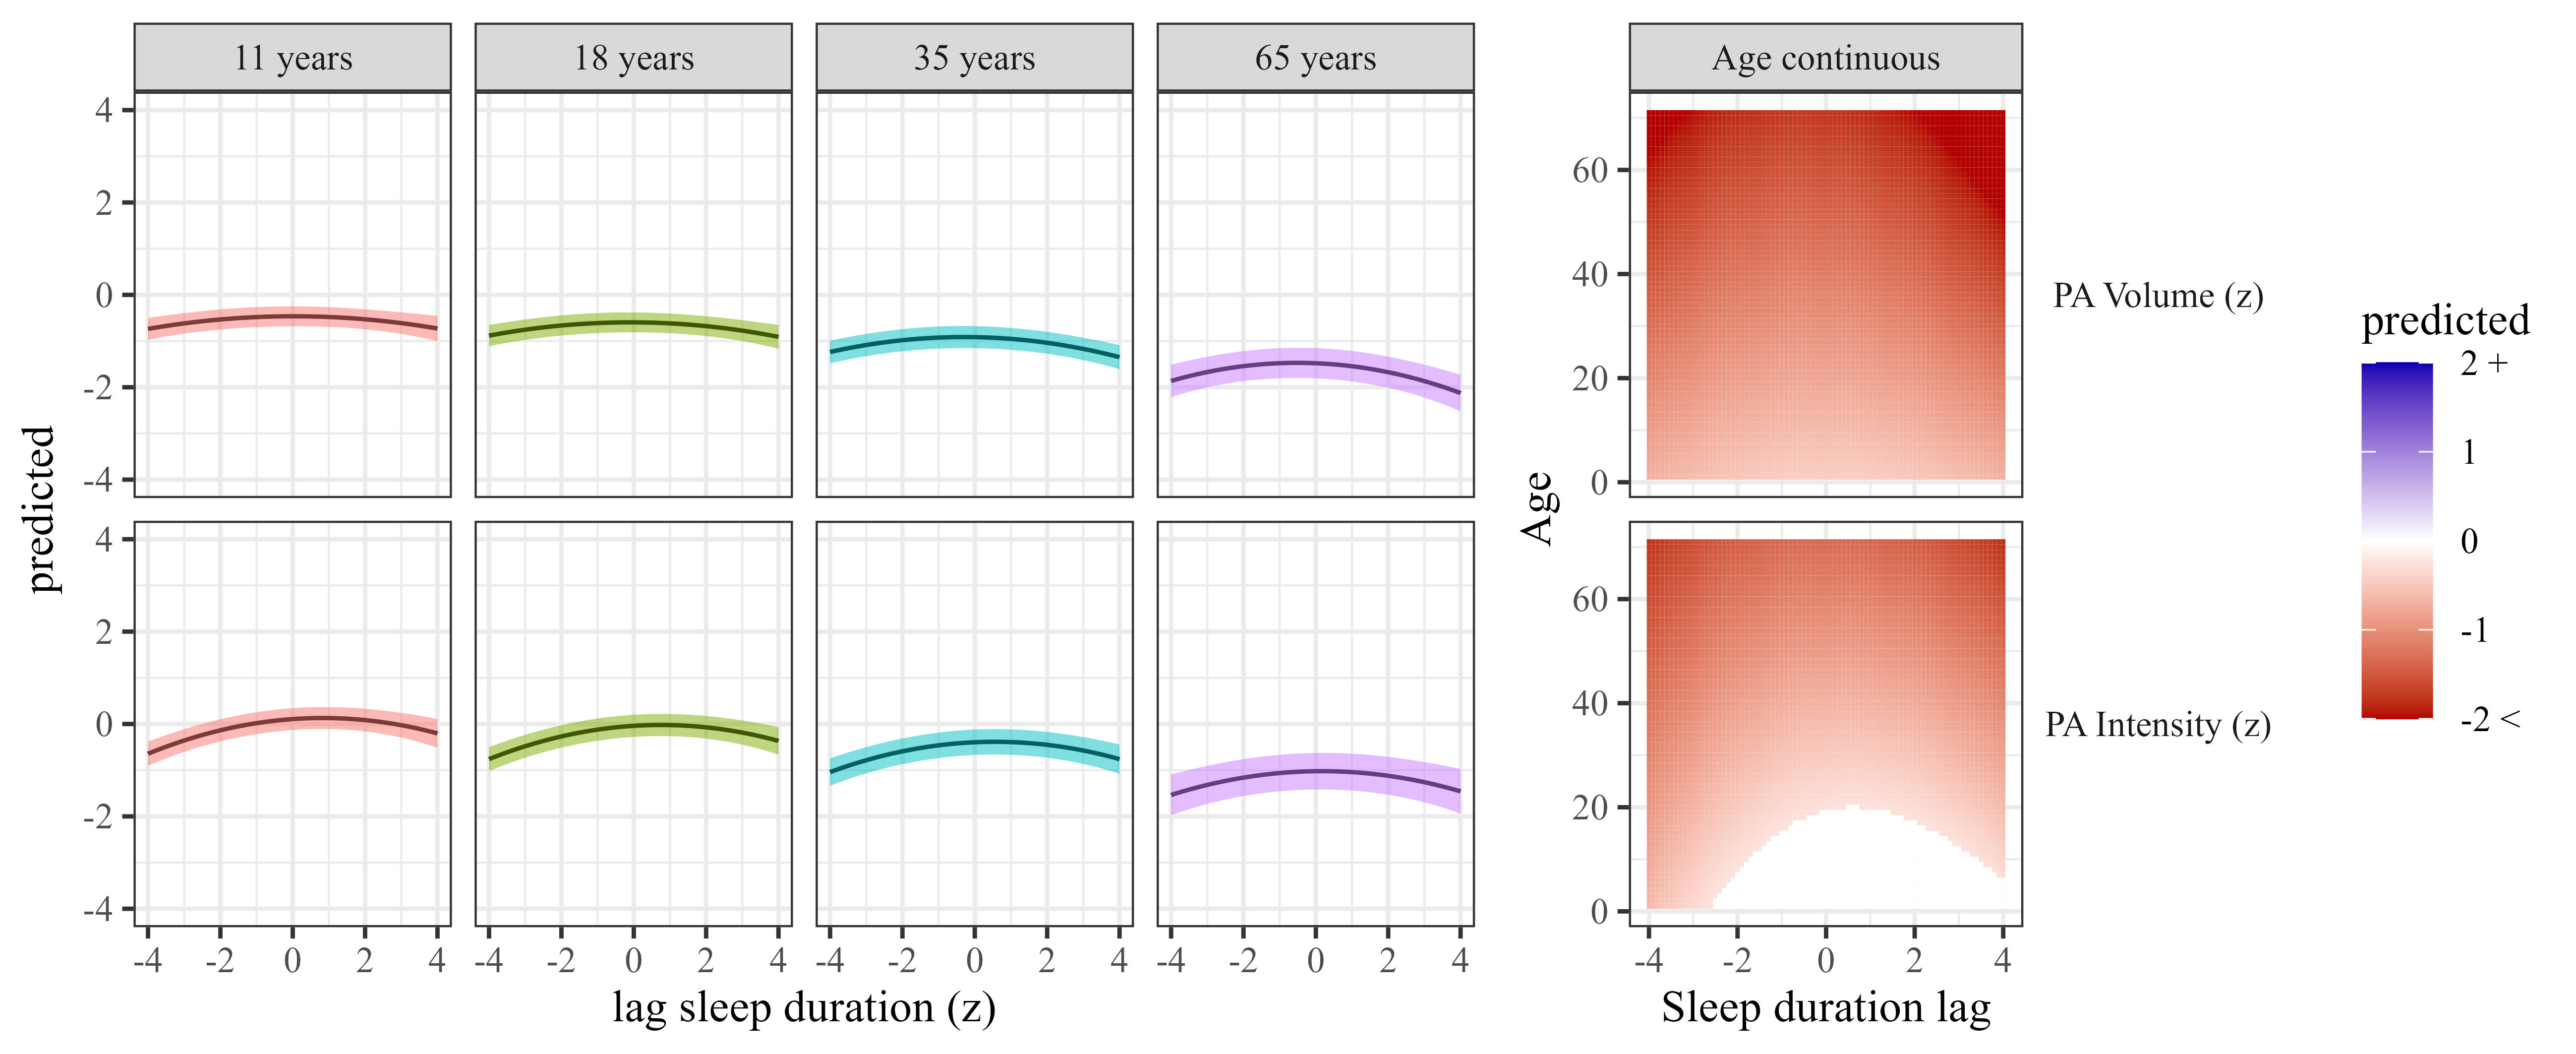 11 years 18 years 35 years 65 years Age continuous
4
2
0
-2
-4
4
2
0
-2
-4
predicted
-4 -2 0 2 4 -4 -2 0 2 4 -4 -2 0 2 4 -4 -2 0 2 4
lag sleep duration (z)
Age
60
40
20
0
60
40
20
0
-4 -2 0 2 4
Sleep duration lag
PA Volume (z)
PA Intensity (z)
predicted
2 +
1
0
-1
-2 <